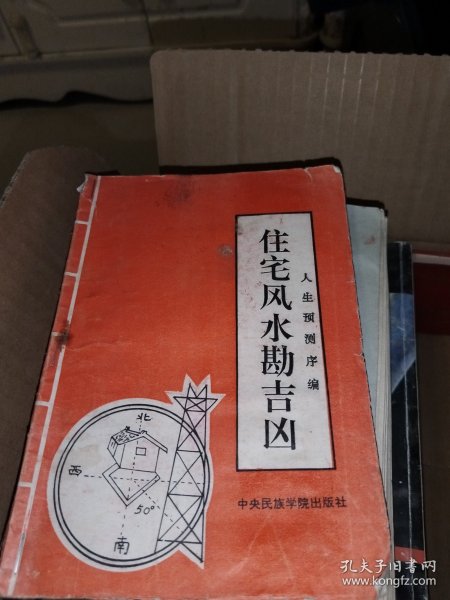 住宅风水勘吉凶
人生预测序编
北
西
50°
南
中央民族学院出版社
孔夫子旧书网
www.kongfz.com